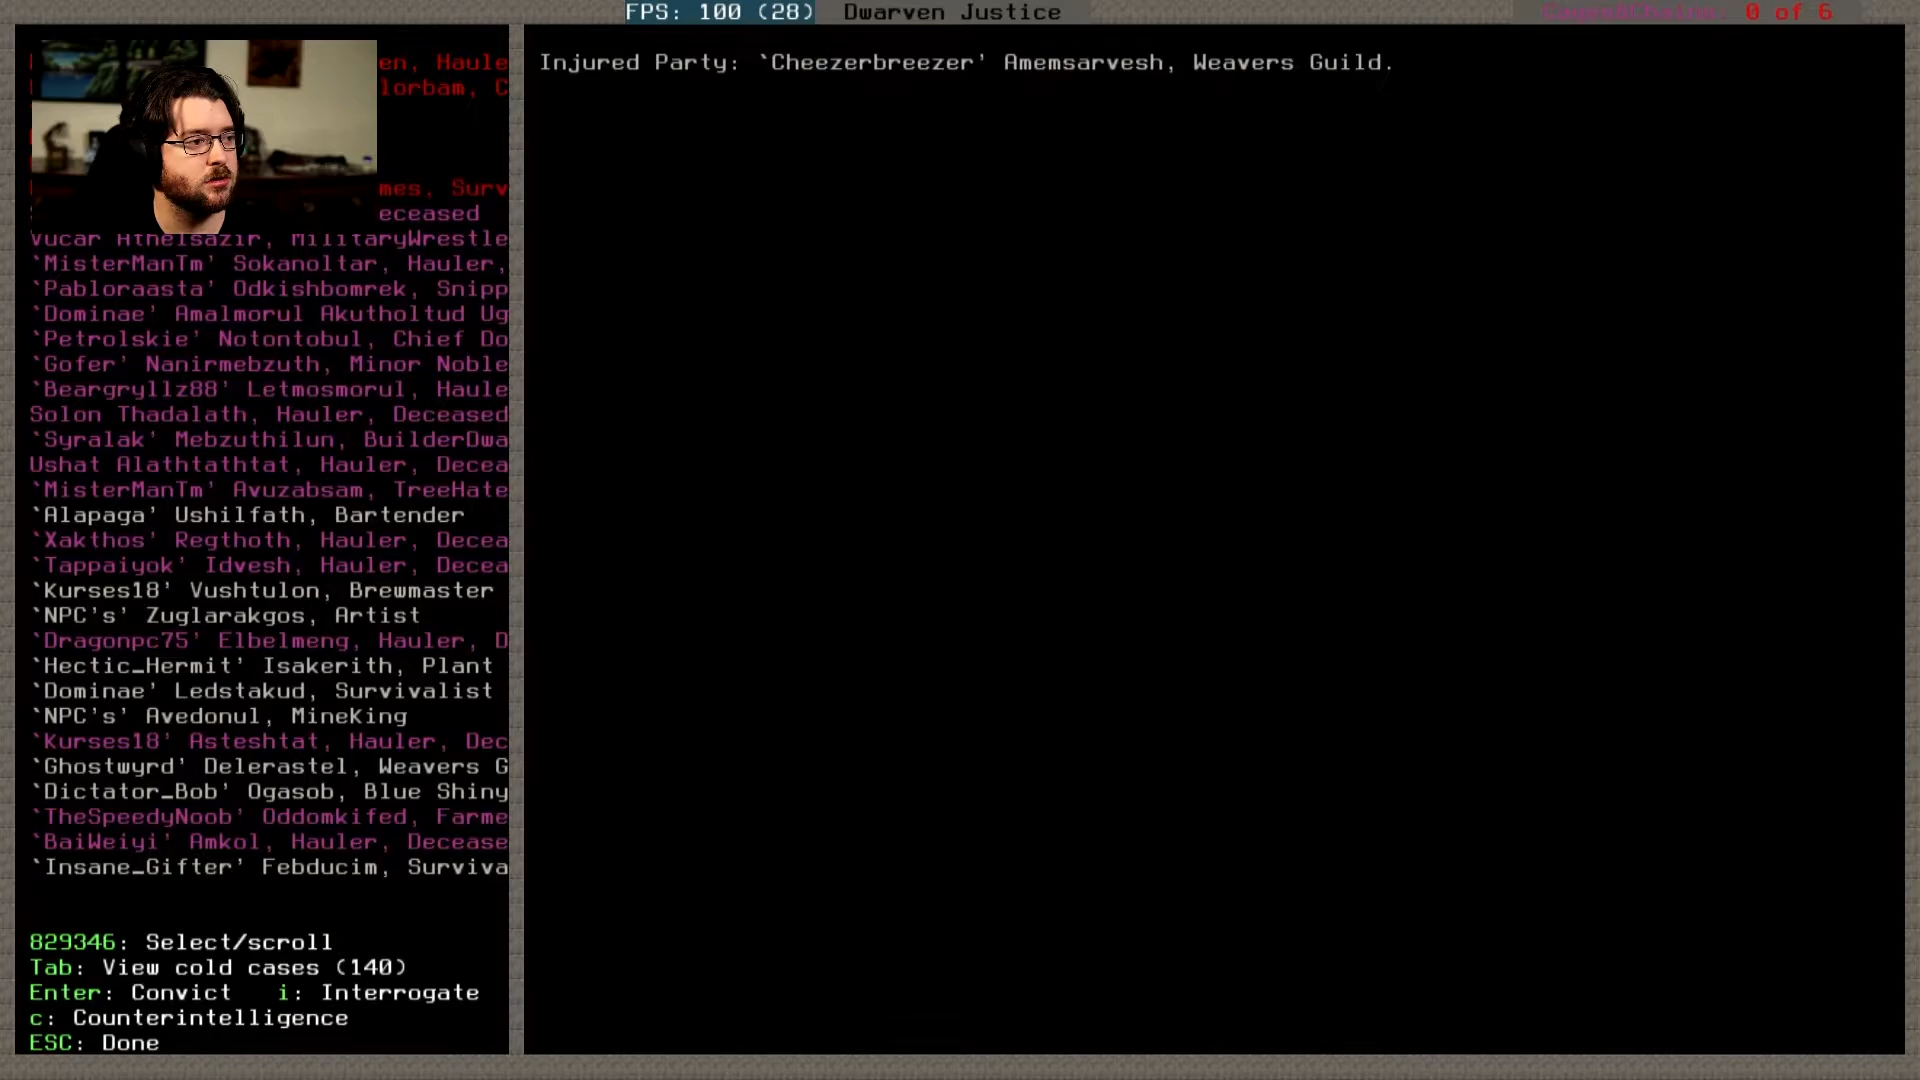 FPS: 100 (28) Dwarven Justice Cages&Chains: 0 of 6
en, Haule
lorbam, C
mes, Surv
eceased
Vucar Athelsazir, MilitaryWrestle
`MisterManTm' Sokanoltar, Hauler,
`Pabloraasta' Odkishbomrek, Snipp
`Dominae' Amalmorul Akutholtud Ug
`Petrolskie' Notontobul, Chief Do
`Gofer' Nanirmebzuth, Minor Noble
`Beargryllz88' Letmosmorul, Haule
Solon Thadalath, Hauler, Deceased
`Syralak' Mebzuthilun, BuilderDwa
Ushat Alathtathtat, Hauler, Decea
`MisterManTm' Avuzabsam, TreeHate
`Alapaga' Ushilfath, Bartender
`Xakthos' Regthoth, Hauler, Decea
`Tappaiyok' Idvesh, Hauler, Decea
`Kurses18' Vushtulon, Brewmaster
`NPC's' Zuglarakgos, Artist
`Dragonpc75' Elbelmeng, Hauler, D
`Hectic_Hermit' Isakerith, Plant
`Dominae' Ledstakud, Survivalist
`NPC's' Avedonul, MineKing
`Kurses18' Asteshtat, Hauler, Dec
`Ghostwyrd' Delerastel, Weavers G
`Dictator_Bob' Ogasob, Blue Shiny
`TheSpeedyNoob' Oddomkifed, Farme
`BaiWeiyi' Amkol, Hauler, Decease
`Insane_Gifter' Febducim, Surviva
829346: Select/scroll
Tab: View cold cases (140)
Enter: Convict i: Interrogate
c: Counterintelligence
ESC: Done
Injured Party: `Cheezerbreezer' Amemsarvesh, Weavers Guild.